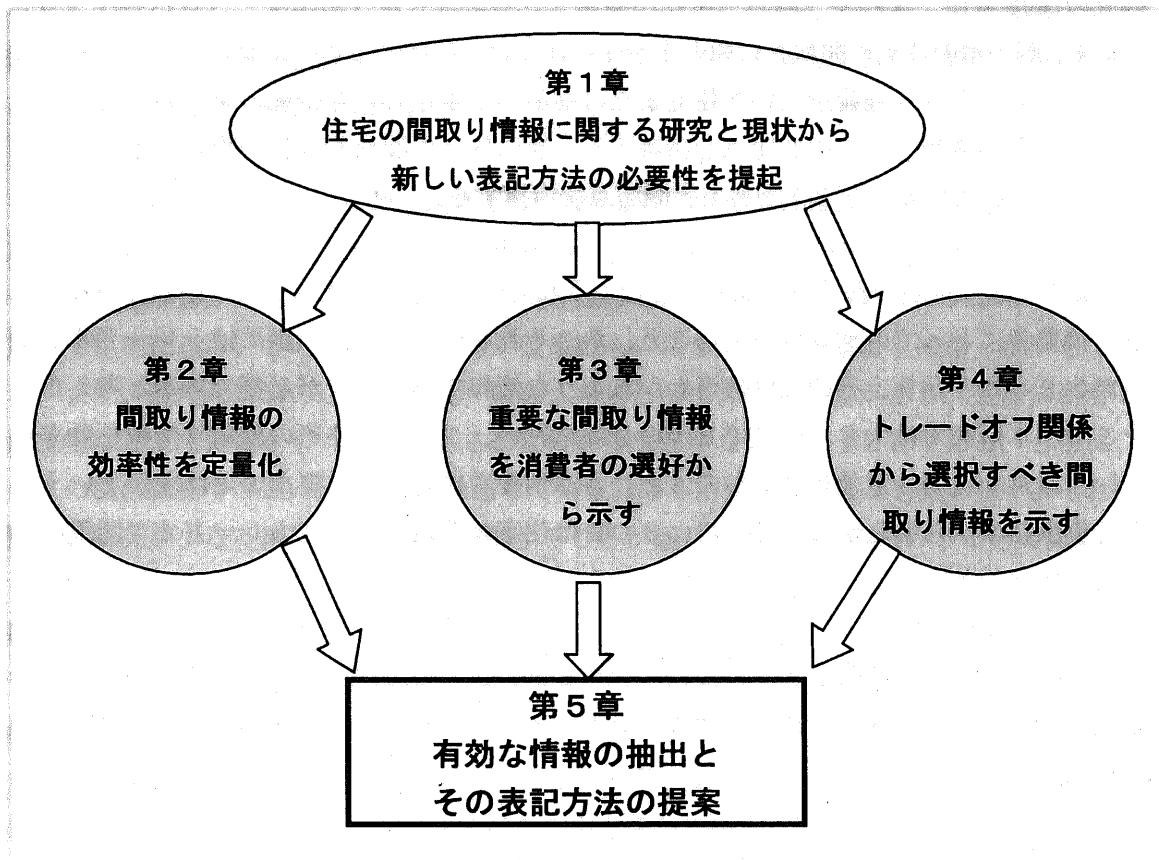 第１章
住宅の間取り情報に関する研究と現状から
新しい表記方法の必要性を提起
第２章
間取り情報の
効率性を定量化
第３章
重要な間取り情報
を消費者の選好か
ら示す
第４章
トレードオフ関係
から選択すべき間
取り情報を示す
第５章
有効な情報の抽出と
その表記方法の提案